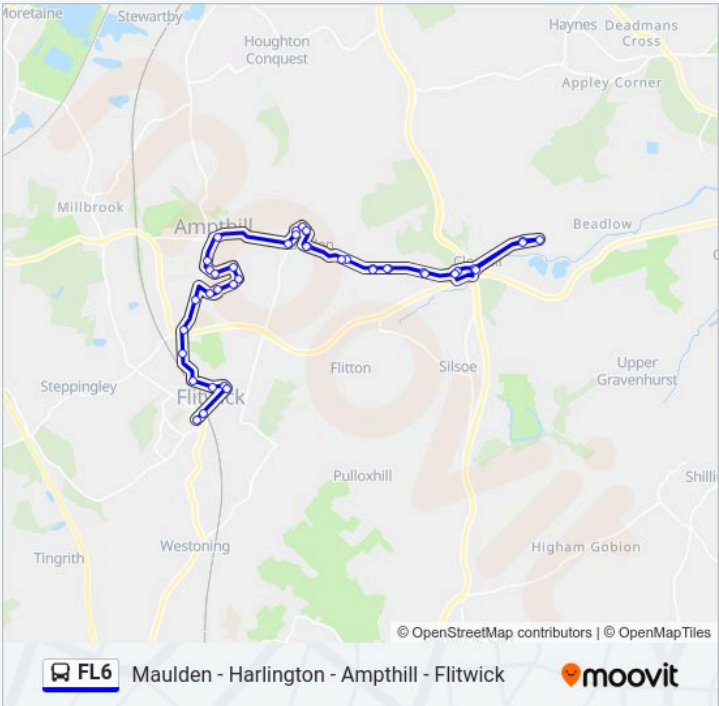 Moretaine
Stewartby
Haynes
Deadmans
Cross
Houghton
Conquest
Appley Corner
Millbrook
Ampthill
Beadlow
Flitton
Silsoe
Upper
Gravenhurst
Steppingley
Flitwick
Pulloxhill
Westoning
Higham Gobion
Tingrith
© OpenStreetMap contributors | © OpenMapTiles
FL6
Maulden - Harlington - Ampthill - Flitwick
moovit